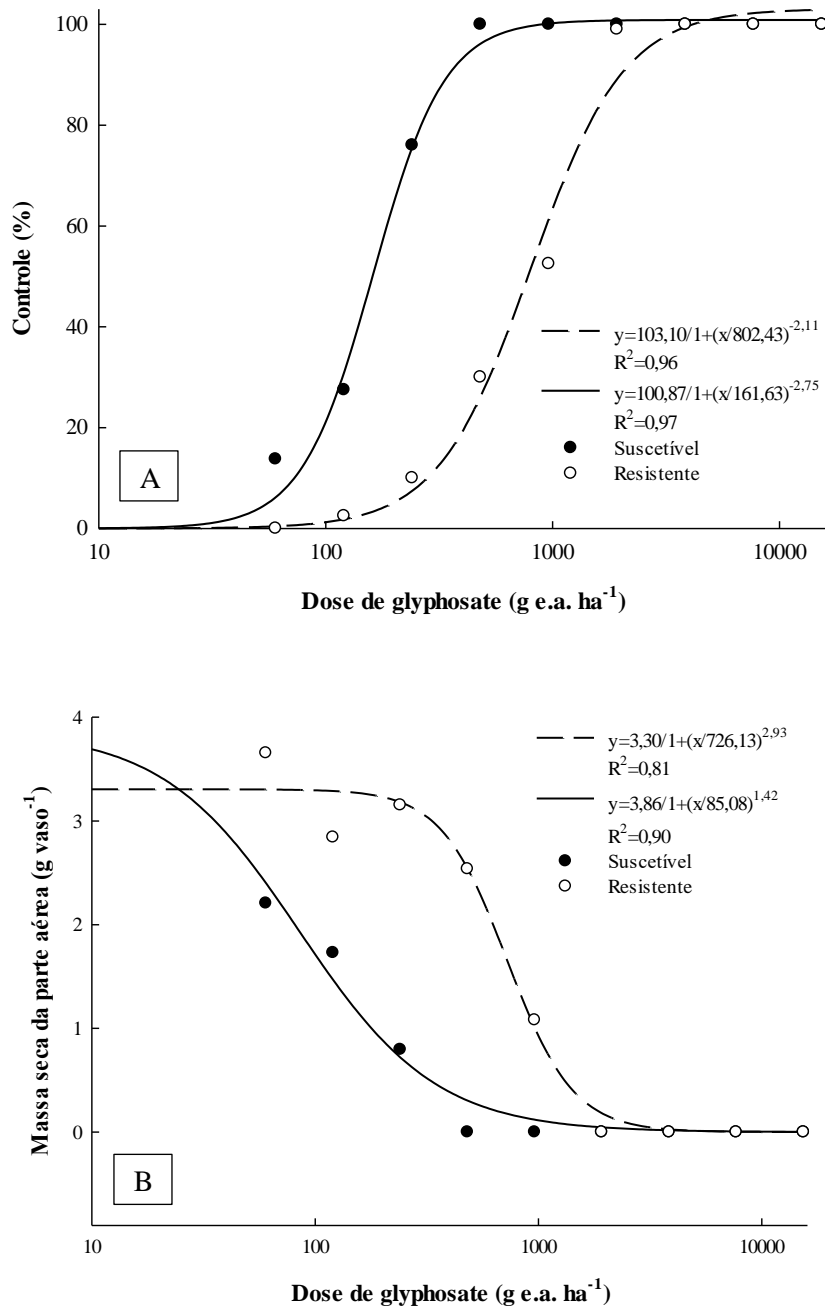 100
80
60
40
20
0
Controle (%)
y=103,10/1+(x/802,43)^-2,11
R^2=0,96
y=100,87/1+(x/161,63)^-2,75
R^2=0,97
Suscetível
Resistente
A
10 100 1000 10000
Dose de glyphosate (g e.a. ha^-1)
4
3
2
1
0
Massa seca da parte aérea (g vaso^-1)
y=3,30/1+(x/726,13)^2,93
R^2=0,81
y=3,86/1+(x/85,08)^1,42
R^2=0,90
Suscetível
Resistente
B
10 100 1000 10000
Dose de glyphosate (g e.a. ha^-1)